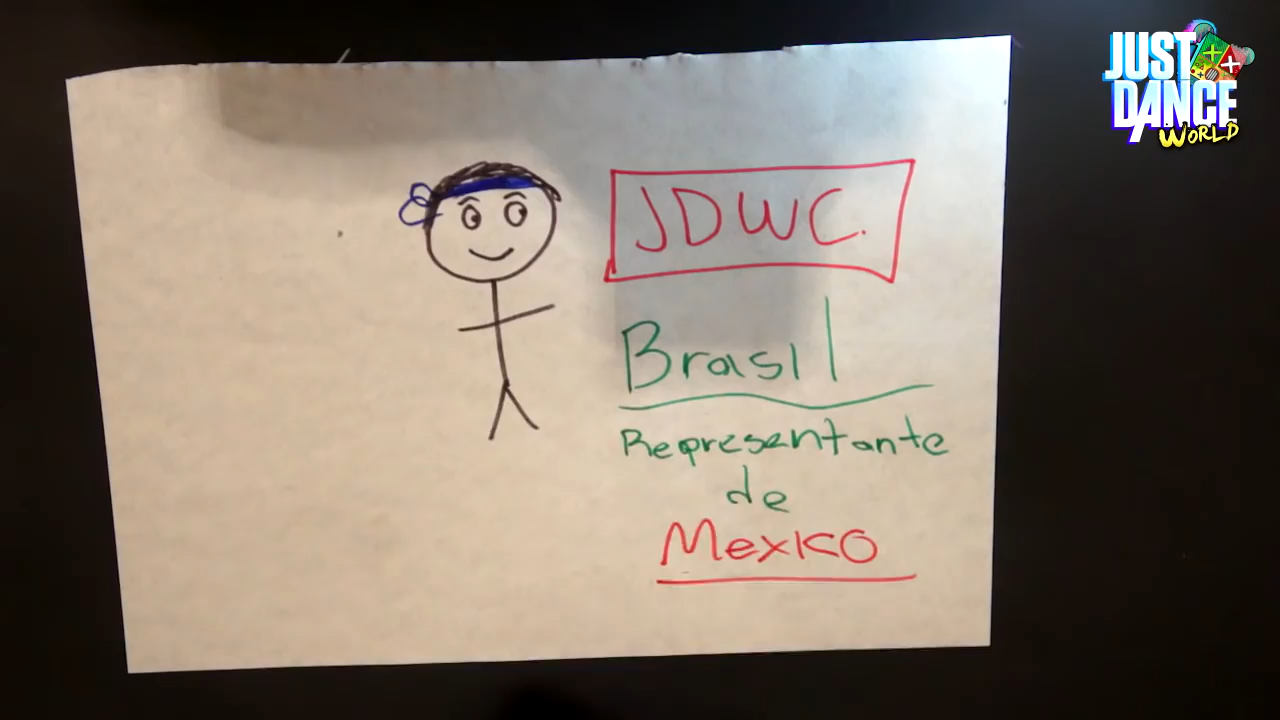 JUST
DANCE
WORLD
JDWC.
Brasil
Representante
de
Mexico